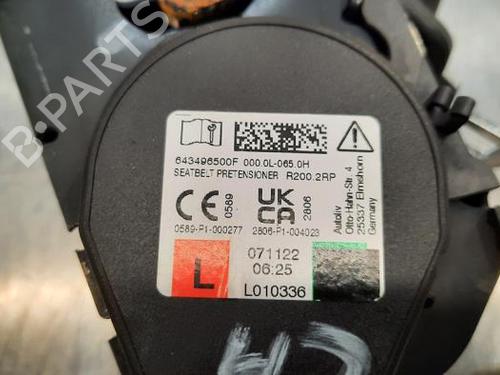 B-PARTS
643496500F 000.0L-065.0H
SEATBELT PRETENSIONER R200.2RP
CE 0589
UK CA 2806
0589-P1-000277 2806-P1-004023
Autoliv
Otto-Hahn-Str. 4
25337 Elmshorn
Germany
L
071122
06:25
L010336